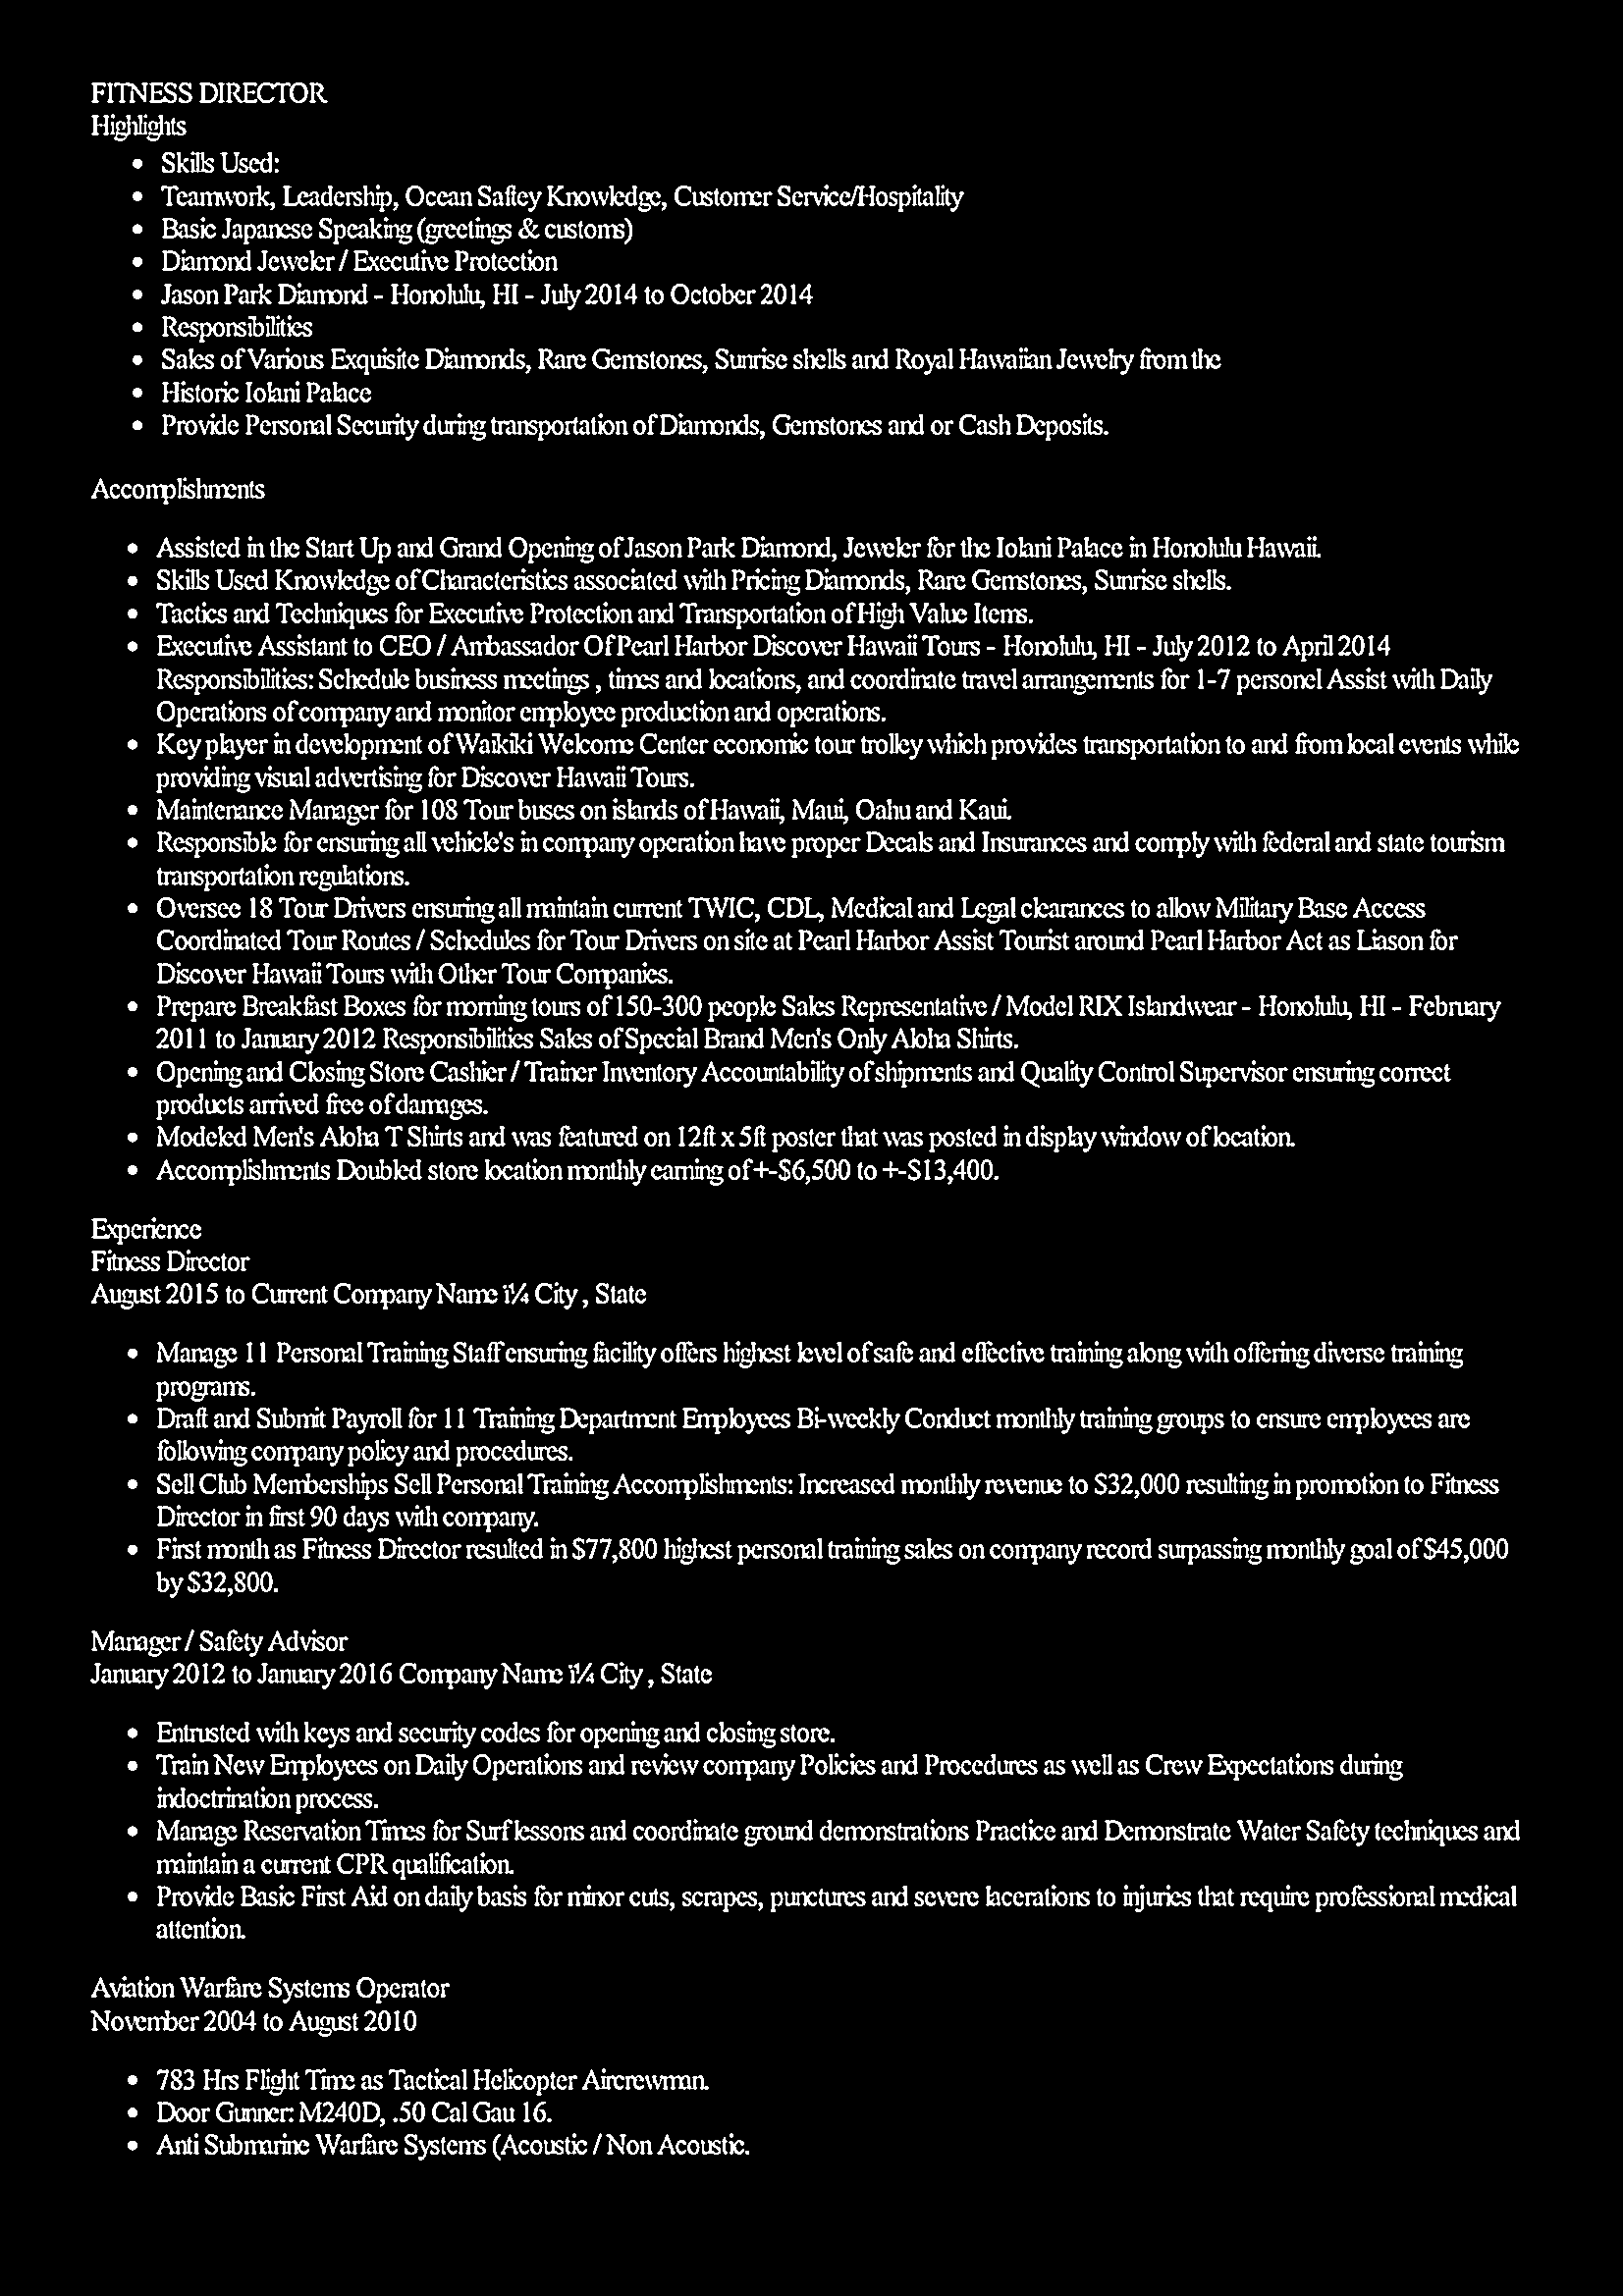 FITNESS DIRECTOR
Highlights
• Skills Used:
• Teamwork, Leadership, Ocean Saftey Knowledge, Customer Service/Hospitality
• Basic Japanese Speaking (greetings & customs)
• Diamond Jeweler / Executive Protection
• Jason Park Diamond - Honolulu, HI - July 2014 to October 2014
• Responsibilities
• Sales of Various Exquisite Diamonds, Rare Gemstones, Sunrise shells and Royal Hawaiian Jewelry from the
• Historic Iolani Palace
• Provide Personal Security during transportation of Diamonds, Gemstones and or Cash Deposits.
Accomplishments
• Assisted in the Start Up and Grand Opening of Jason Park Diamond, Jeweler for the Iolani Palace in Honolulu Hawaii.
• Skills Used Knowledge of Characteristics associated with Pricing Diamonds, Rare Gemstones, Sunrise shells.
• Tactics and Techniques for Executive Protection and Transportation of High Value Items.
• Executive Assistant to CEO / Ambassador Of Pearl Harbor Discover Hawaii Tours - Honolulu, HI - July 2012 to April 2014
Responsibilities: Schedule business meetings , times and locations, and coordinate travel arrangements for 1-7 personel Assist with Daily
Operations of company and monitor employee production and operations.
• Key player in development of Waikiki Welcome Center economic tour trolley which provides transportation to and from local events while
providing visual advertising for Discover Hawaii Tours.
• Maintenance Manager for 108 Tour buses on islands of Hawaii, Maui, Oahu and Kaui.
• Responsible for ensuring all vehicle's in company operation have proper Decals and Insurances and comply with federal and state tourism
transportation regulations.
• Oversee 18 Tour Drivers ensuring all maintain current TWIC, CDL, Medical and Legal clearances to allow Military Base Access
Coordinated Tour Routes / Schedules for Tour Drivers on site at Pearl Harbor Assist Tourist around Pearl Harbor Act as Liason for
Discover Hawaii Tours with Other Tour Companies.
• Prepare Breakfast Boxes for morning tours of 150-300 people Sales Representative / Model RIX Islandwear - Honolulu, HI - February
2011 to January 2012 Responsibilities Sales of Special Brand Men's Only Aloha Shirts.
• Opening and Closing Store Cashier / Trainer Inventory Accountability of shipments and Quality Control Supervisor ensuring correct
products arrived free of damages.
• Modeled Men's Aloha T Shirts and was featured on 12ft x 5ft poster that was posted in display window of location.
• Accomplishments Doubled store location monthly earning of +-$6,500 to +-$13,400.
Experience
Fitness Director
August 2015 to Current Company Name ï¼ City , State
• Manage 11 Personal Training Staff ensuring facility offers highest level of safe and effective training along with offering diverse training
programs.
• Draft and Submit Payroll for 11 Training Department Employees Bi-weekly Conduct monthly training groups to ensure employees are
following company policy and procedures.
• Sell Club Memberships Sell Personal Training Accomplishments: Increased monthly revenue to $32,000 resulting in promotion to Fitness
Director in first 90 days with company.
• First month as Fitness Director resulted in $77,800 highest personal training sales on company record surpassing monthly goal of $45,000
by $32,800.
Manager / Safety Advisor
January 2012 to January 2016 Company Name ï¼ City , State
• Entrusted with keys and security codes for opening and closing store.
• Train New Employees on Daily Operations and review company Policies and Procedures as well as Crew Expectations during
indoctrination process.
• Manage Reservation Times for Surf lessons and coordinate ground demonstrations Practice and Demonstrate Water Safety techniques and
maintain a current CPR qualification.
• Provide Basic First Aid on daily basis for minor cuts, scrapes, punctures and severe lacerations to injuries that require professional medical
attention.
Aviation Warfare Systems Operator
November 2004 to August 2010
• 783 Hrs Flight Time as Tactical Helicopter Aircrewman.
• Door Gunner: M240D, .50 Cal Gau 16.
• Anti Submarine Warfare Systems (Acoustic / Non Acoustic.